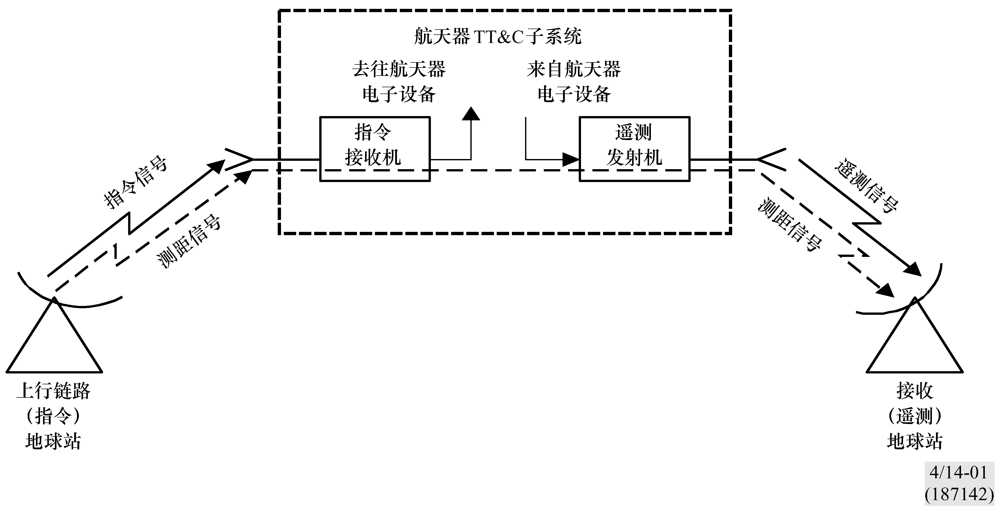 航天器TT&C子系统
去往航天器
电子设备
来自航天器
电子设备
指令
接收机
遥测
发射机
指令信号
测距信号
遥测信号
测距信号
上行链路
（指令）
地球站
接收
（遥测）
地球站
4/14-01
(187142)